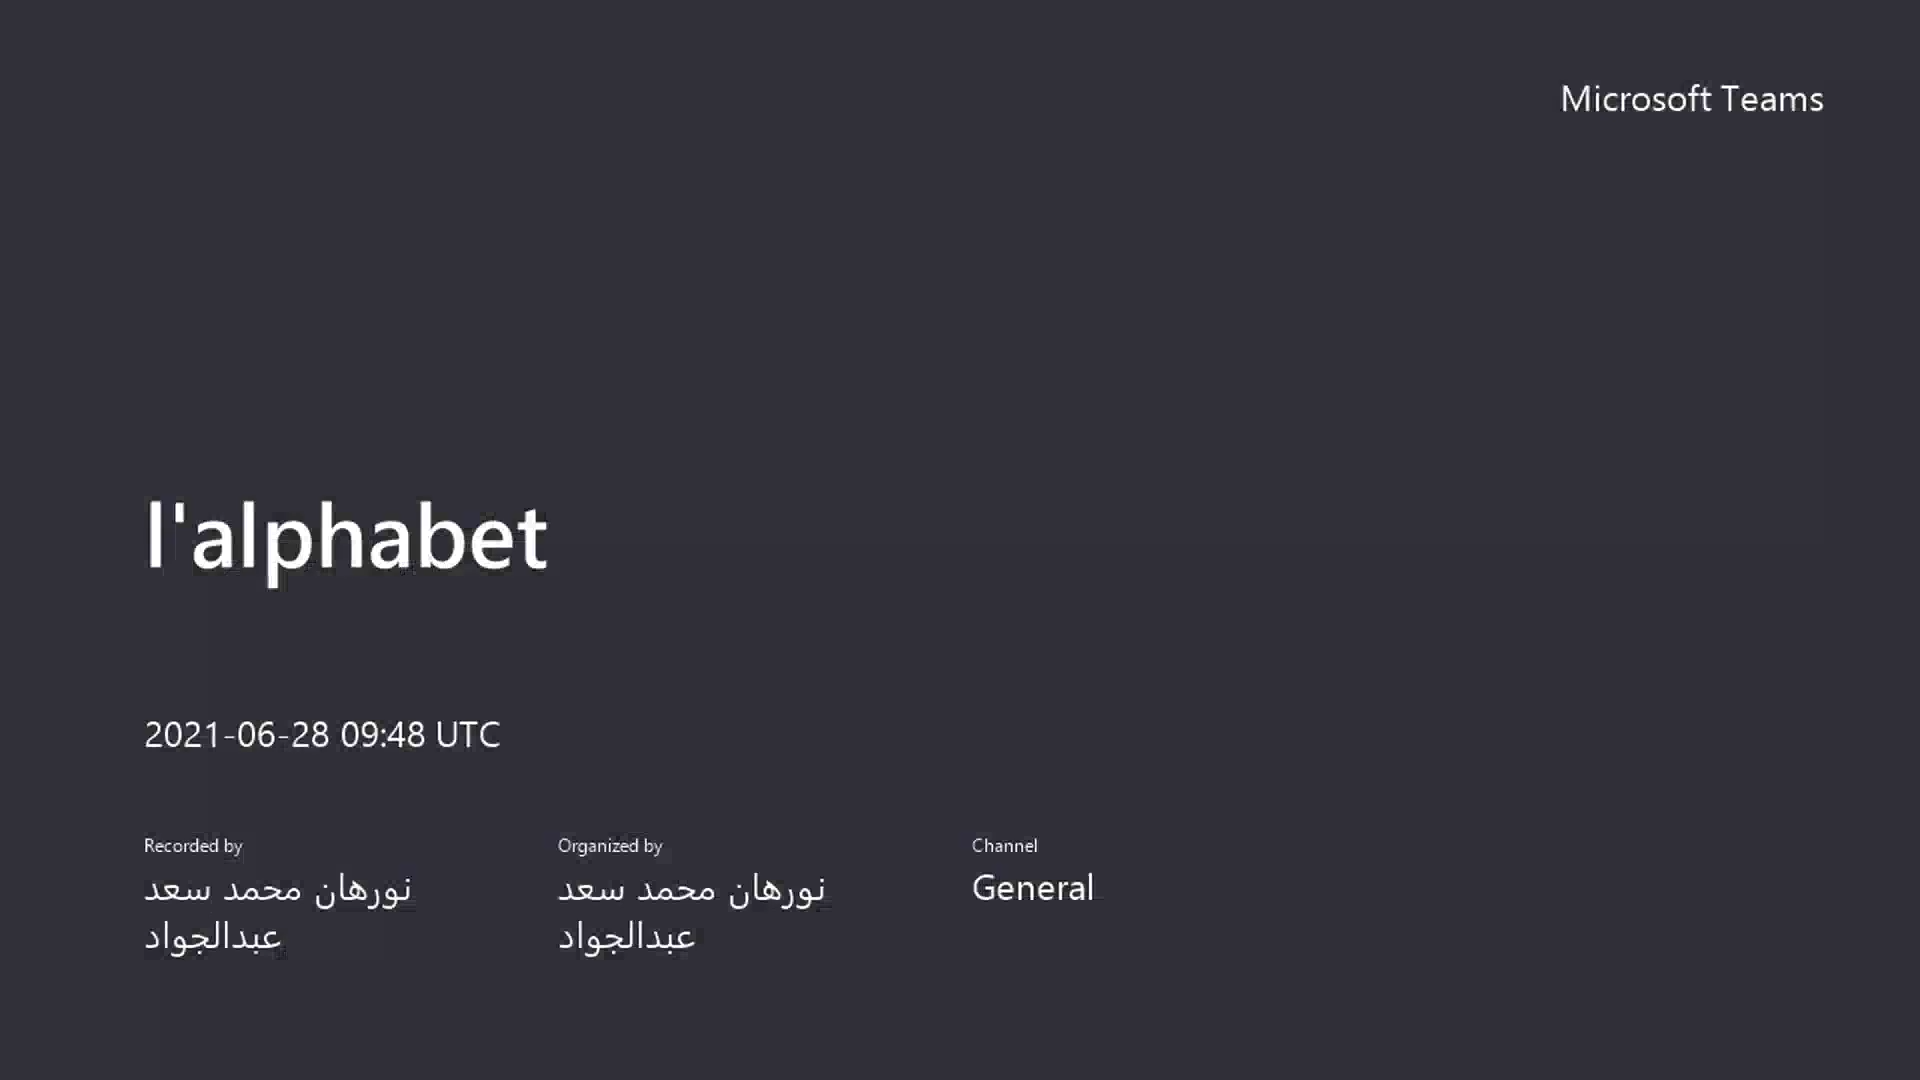 Microsoft Teams
l'alphabet
2021-06-28 09:48 UTC
Recorded by
نورهان محمد سعد
عبدالجواد
Organized by
نورهان محمد سعد
عبدالجواد
Channel
General